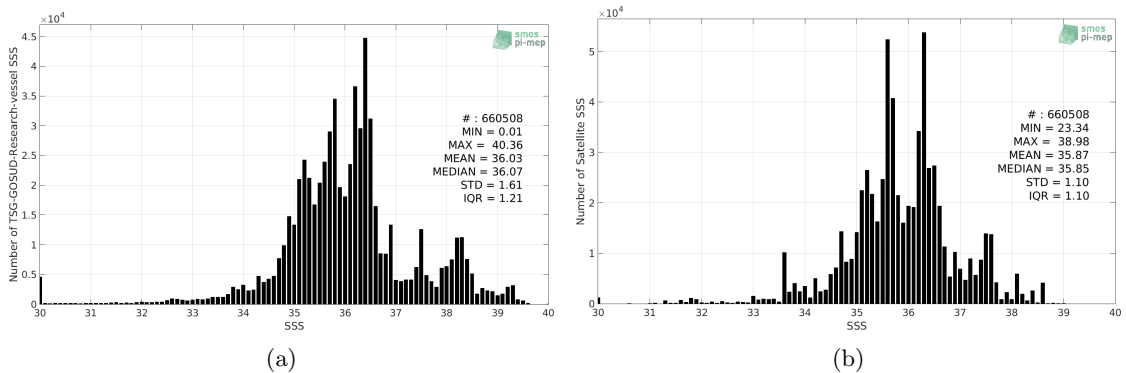 ×10⁴
4.5
4
3.5
3
2.5
2
1.5
1
0.5
0
Number of TSG-GOSUD-Research-vessel SSS
smos
pi-mep
# : 660508
MIN = 0.01
MAX = 40.36
MEAN = 36.03
MEDIAN = 36.07
STD = 1.61
IQR = 1.21
30 31 32 33 34 35 36 37 38 39 40
SSS
(a)
×10⁴
5
4
3
2
1
0
Number of Satellite SSS
smos
pi-mep
# : 660508
MIN = 23.34
MAX = 38.98
MEAN = 35.87
MEDIAN = 35.85
STD = 1.10
IQR = 1.10
30 31 32 33 34 35 36 37 38 39 40
SSS
(b)